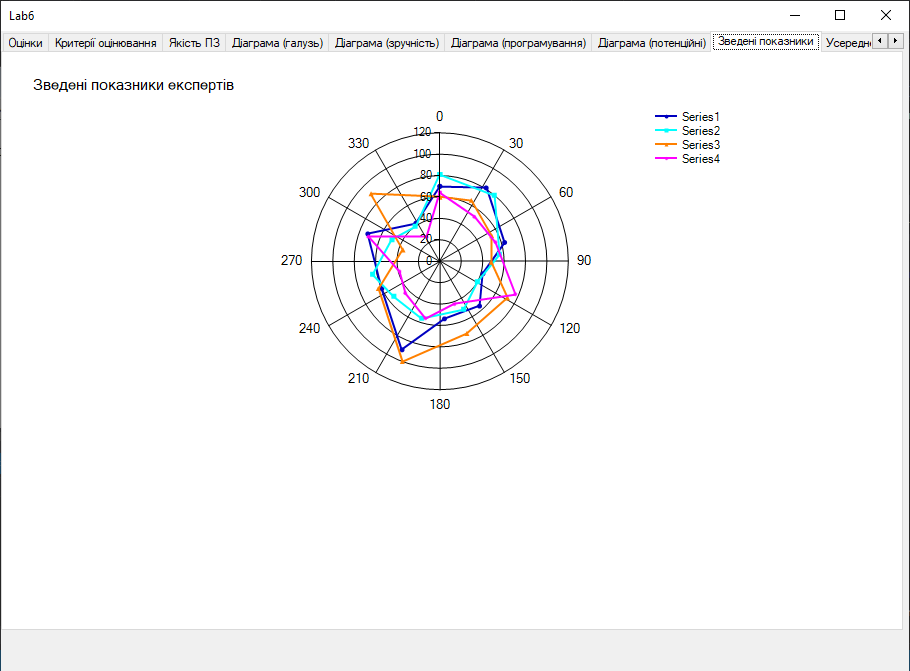 Lab6
Оцінки Критерії оцінювання Якість ПЗ Діаграма (галузь) Діаграма (зручність) Діаграма (програмування) Діаграма (потенційні) Зведені показники Усередн
Зведені показники експертів
0
30
60
90
120
150
180
210
240
270
300
330
120
100
80
60
40
20
0
Series1
Series2
Series3
Series4